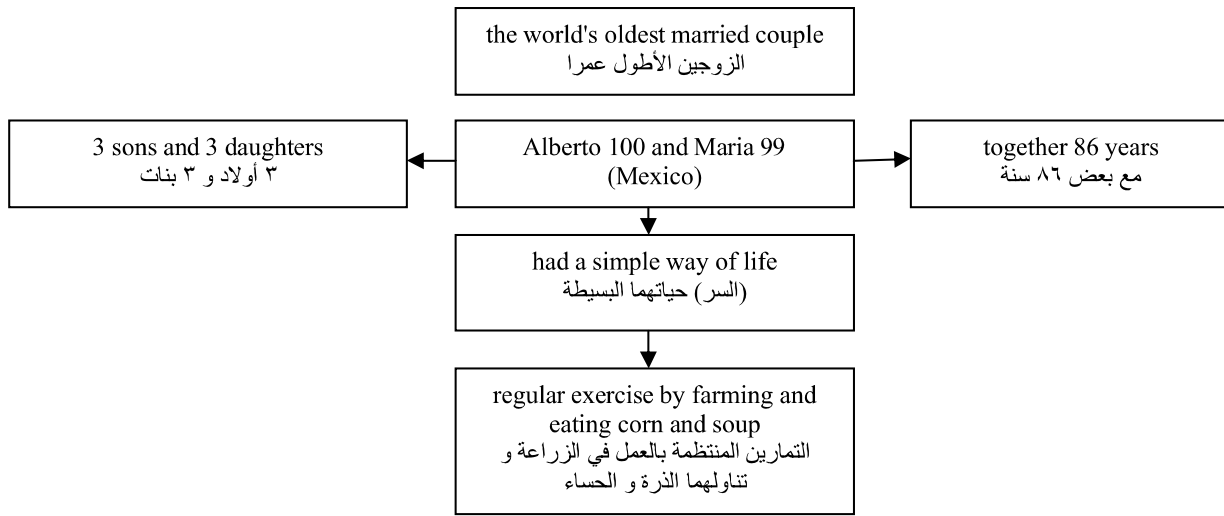 the world's oldest married couple
الزوجين الأطول عمرا
3 sons and 3 daughters
٣ أولاد و ٣ بنات
Alberto 100 and Maria 99
(Mexico)
together 86 years
مع بعض ٨٦ سنة
had a simple way of life
(السر) حياتهما البسيطة
regular exercise by farming and
eating corn and soup
التمارين المنتظمة بالعمل في الزراعة و
تناولهما الذرة و الحساء